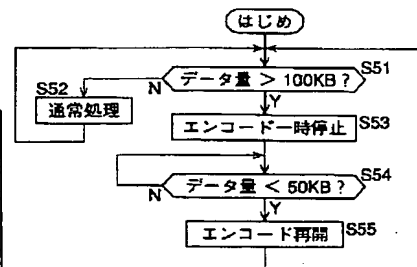 はじめ
データ量 > 100KB ?
S51
N
Y
S52
通常処理
エンコード一時停止
S53
データ量 < 50KB ?
S54
N
Y
エンコード再開
S55